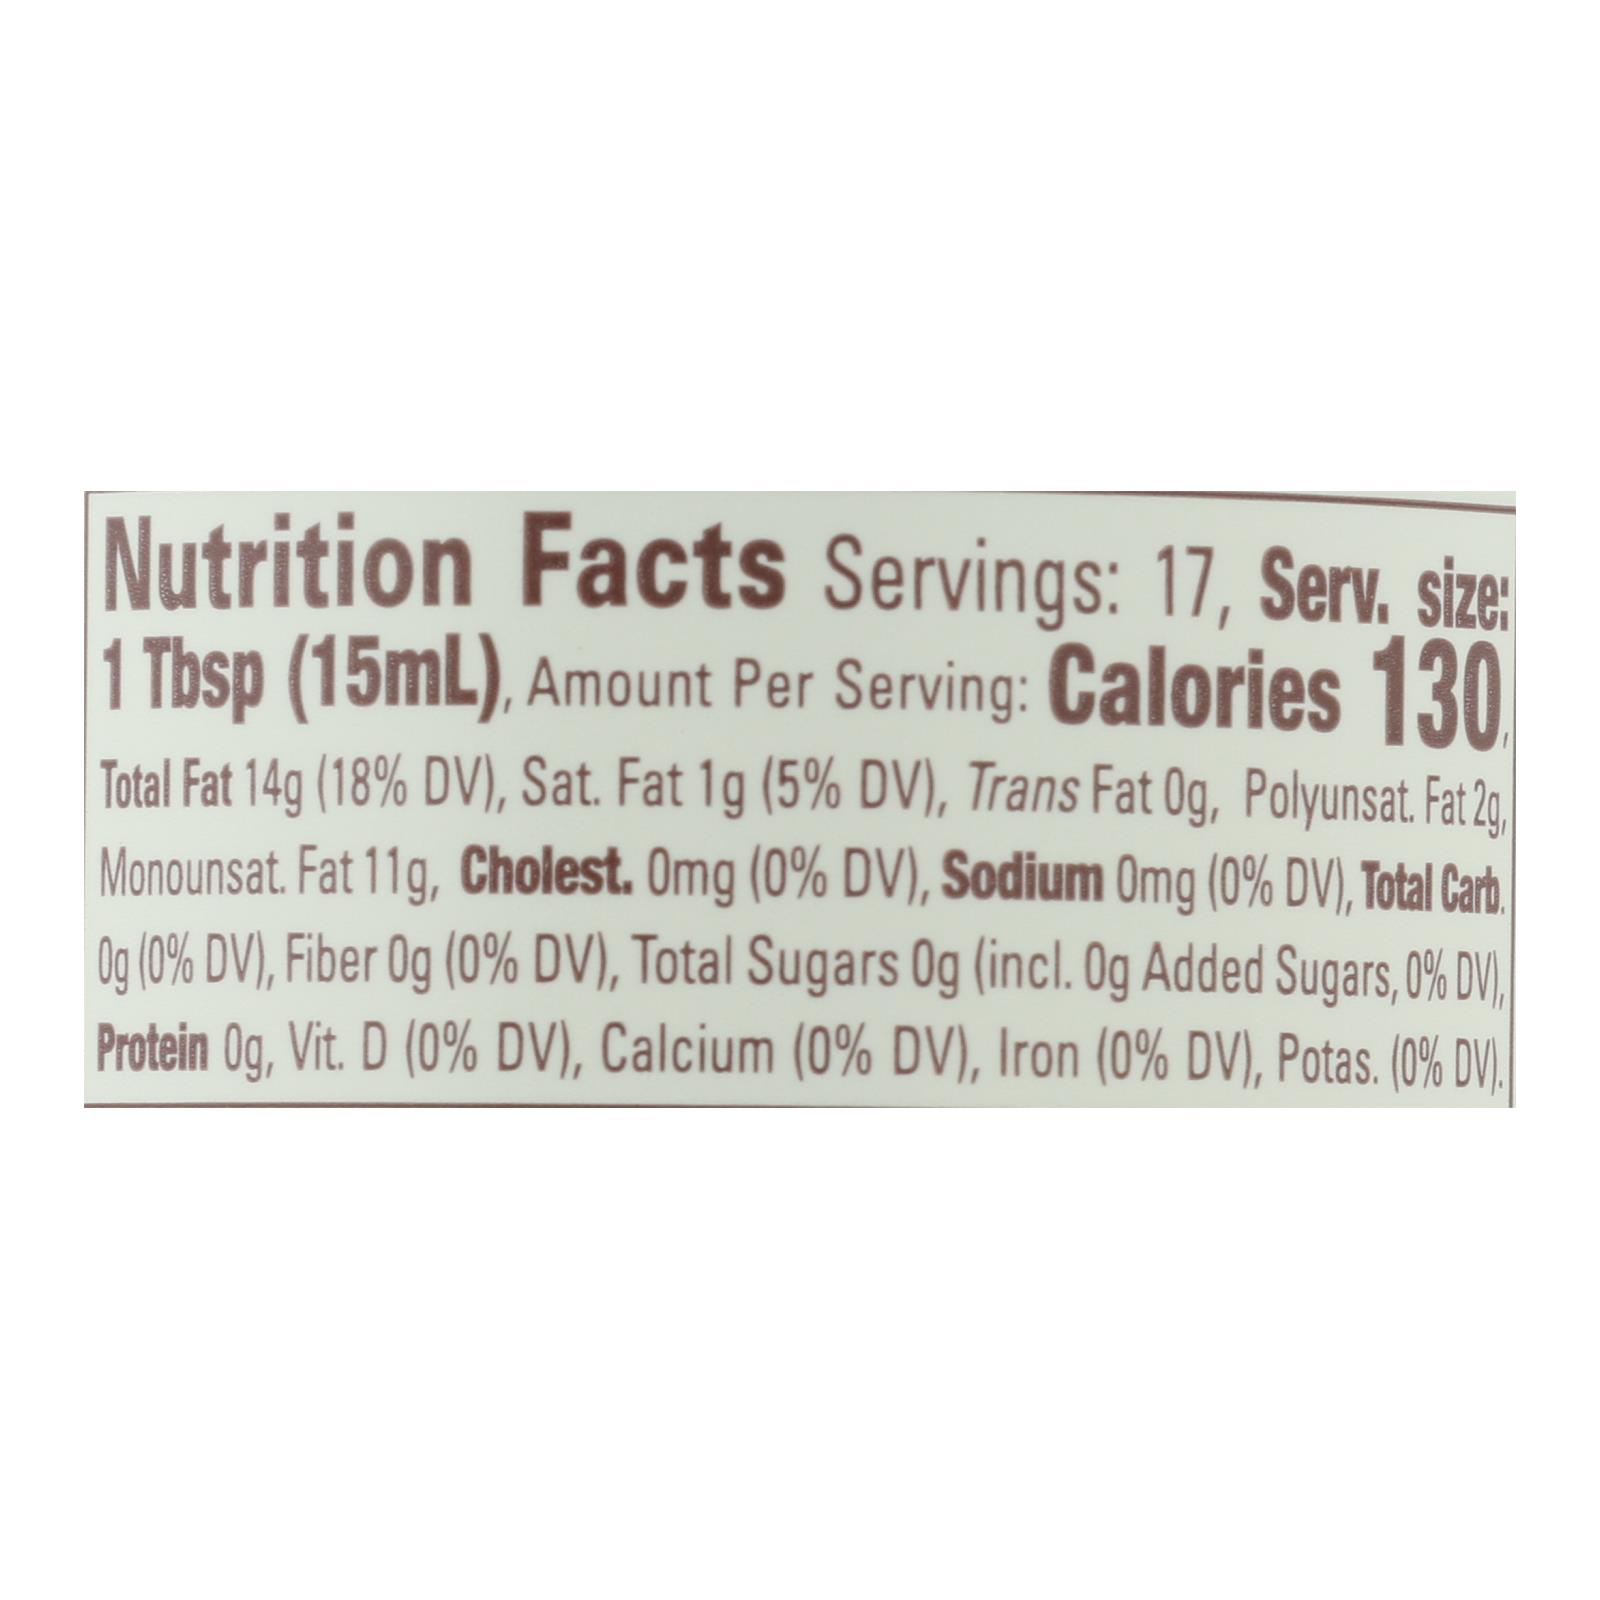 Nutrition Facts Servings: 17, Serv. size:
1 Tbsp (15mL), Amount Per Serving: Calories 130,
Total Fat 14g (18% DV), Sat. Fat 1g (5% DV), Trans Fat 0g, Polyunsat. Fat 2g,
Monounsat. Fat 11g, Cholest. 0mg (0% DV), Sodium 0mg (0% DV), Total Carb.
0g (0% DV), Fiber 0g (0% DV), Total Sugars 0g (incl. 0g Added Sugars, 0% DV),
Protein 0g, Vit. D (0% DV), Calcium (0% DV), Iron (0% DV), Potas. (0% DV).